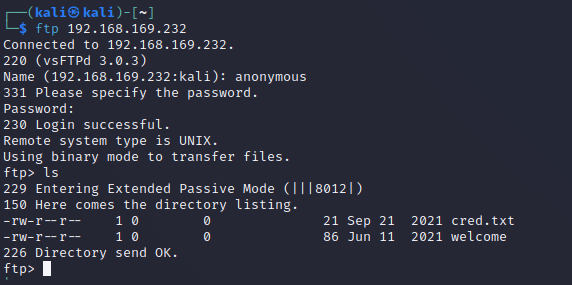 ┌──(kali㉿kali)-[~]
└─$ ftp 192.168.169.232
Connected to 192.168.169.232.
220 (vsFTPd 3.0.3)
Name (192.168.169.232:kali): anonymous
331 Please specify the password.
Password:
230 Login successful.
Remote system type is UNIX.
Using binary mode to transfer files.
ftp> ls
229 Entering Extended Passive Mode (|||8012|)
150 Here comes the directory listing.
-rw-r--r--    1 0        0              21 Sep 21  2021 cred.txt
-rw-r--r--    1 0        0              86 Jun 11  2021 welcome
226 Directory send OK.
ftp>